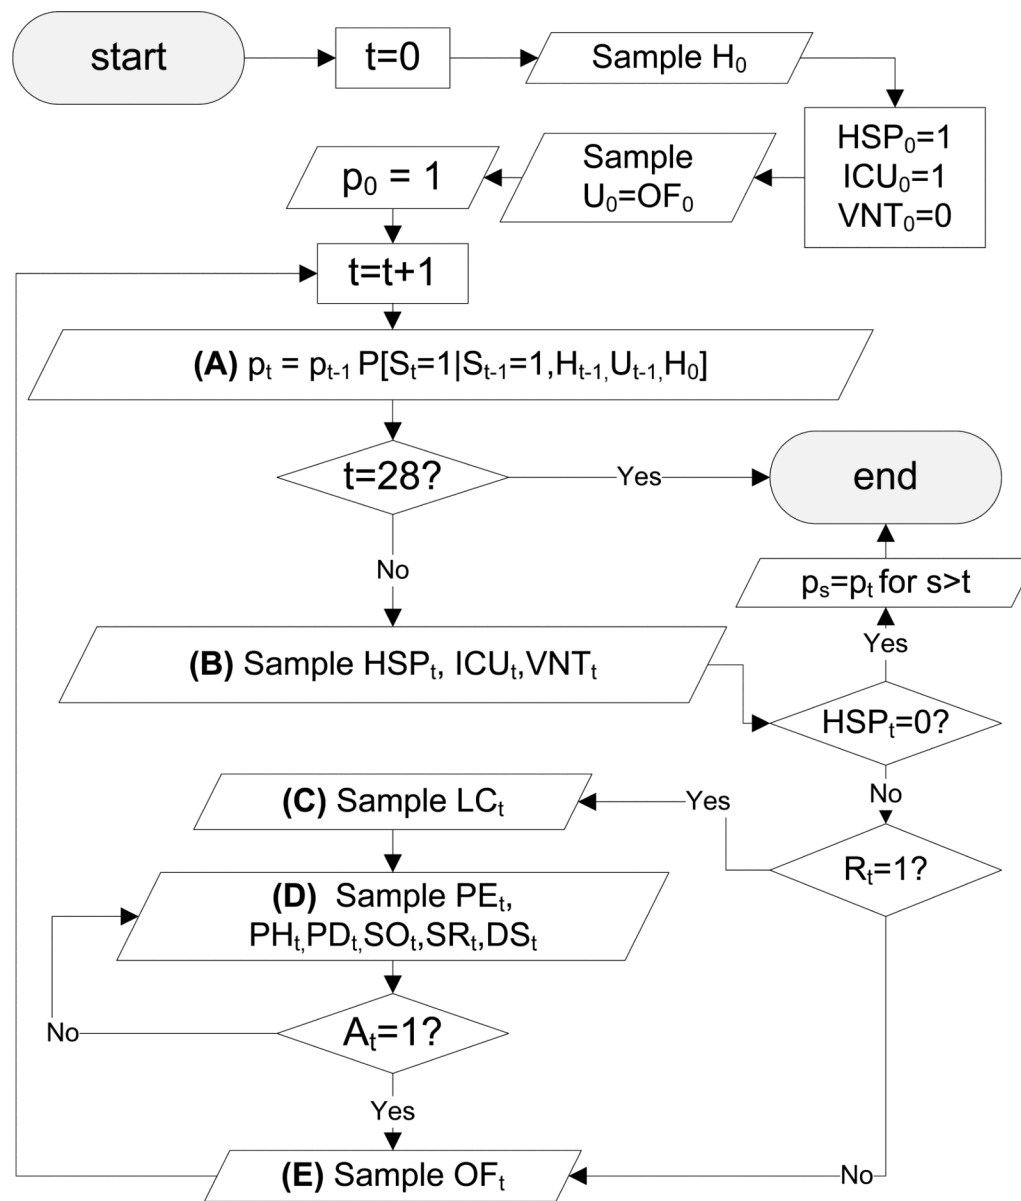 start
t=0
Sample H₀
HSP₀=1
ICU₀=1
VNT₀=0
Sample
U₀=OF₀
p₀ = 1
t=t+1
(A) pₜ = pₜ₋₁ P[Sₜ=1|Sₜ₋₁=1,Hₜ₋₁,Uₜ₋₁,H₀]
t=28?
Yes
end
No
pₛ=pₜ for s>t
Yes
(B) Sample HSPₜ, ICUₜ,VNTₜ
HSPₜ=0?
No
(C) Sample LCₜ
Yes
Rₜ=1?
(D) Sample PEₜ,
PHₜ,PDₜ,SOₜ,SRₜ,DSₜ
No
Aₜ=1?
Yes
(E) Sample OFₜ
No